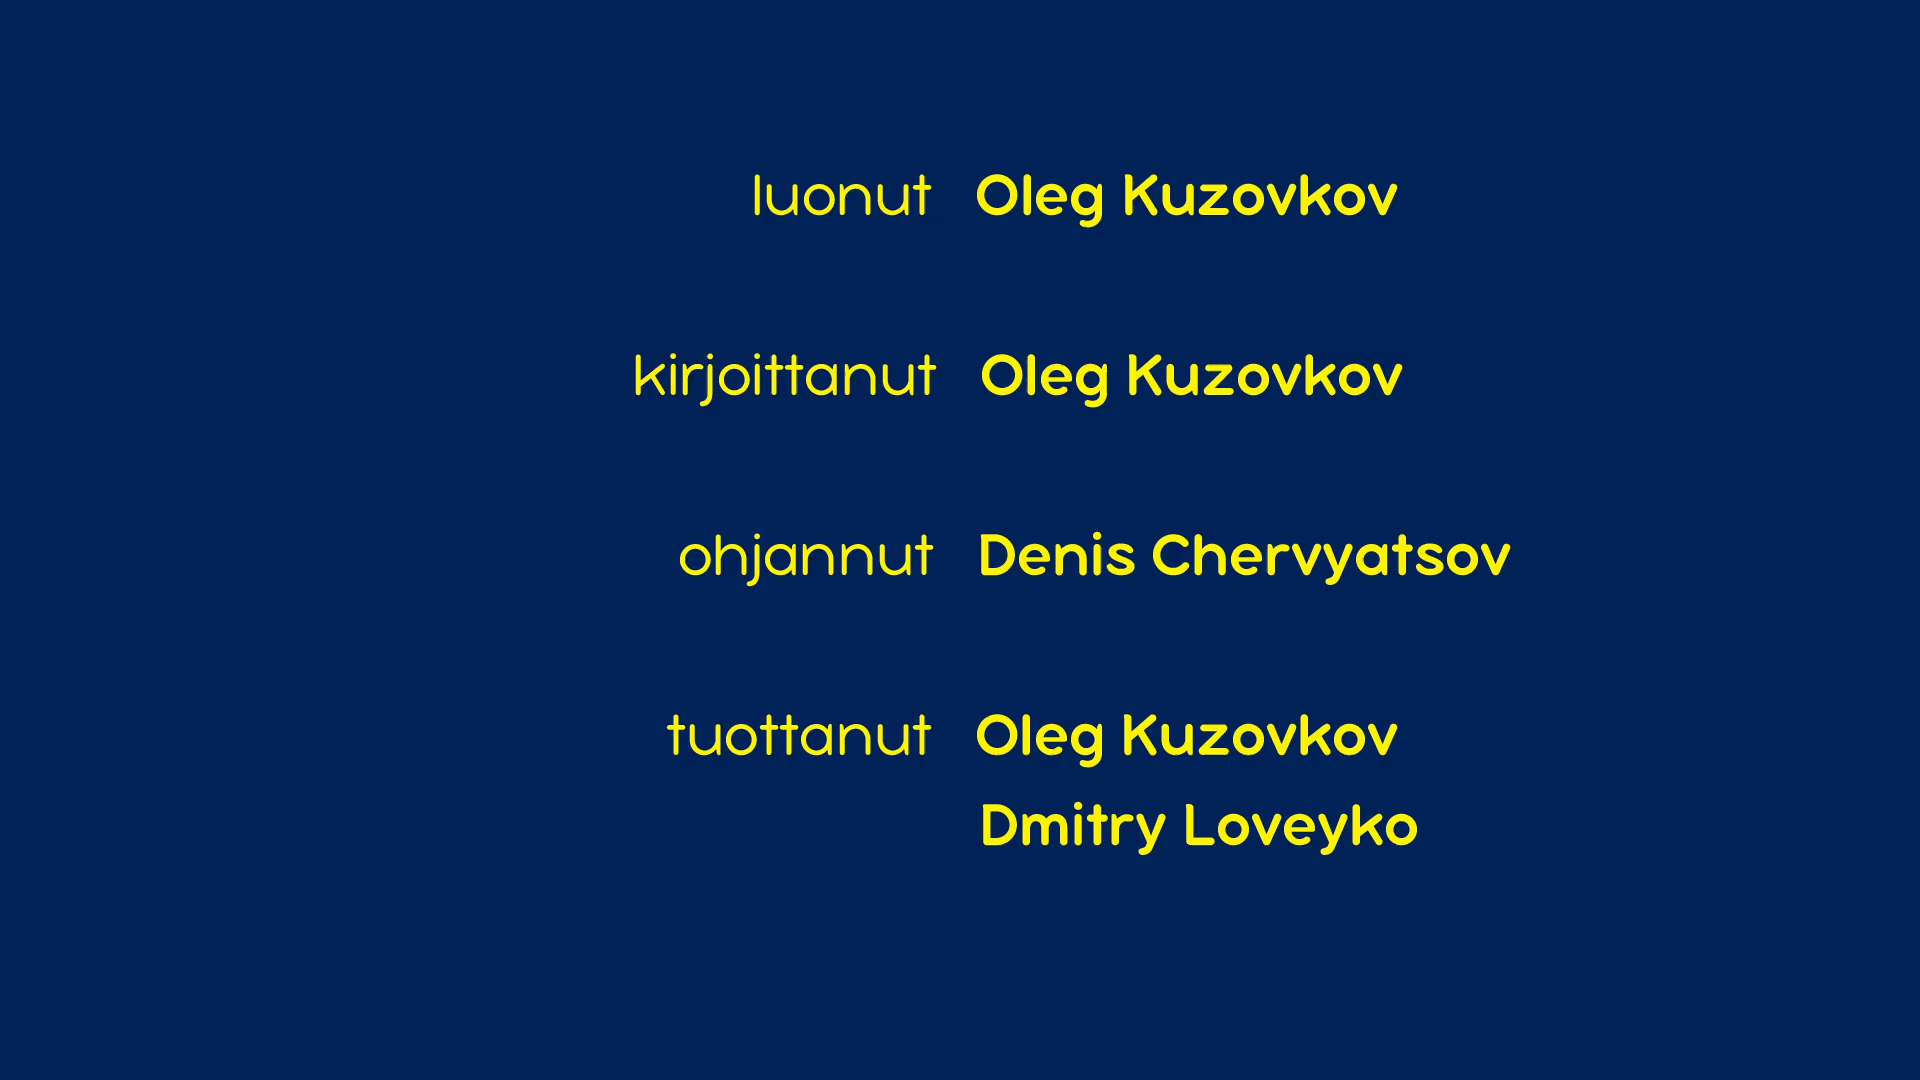 luonut Oleg Kuzovkov
kirjoittanut Oleg Kuzovkov
ohjannut Denis Chervyatsov
tuottanut Oleg Kuzovkov
Dmitry Loveyko